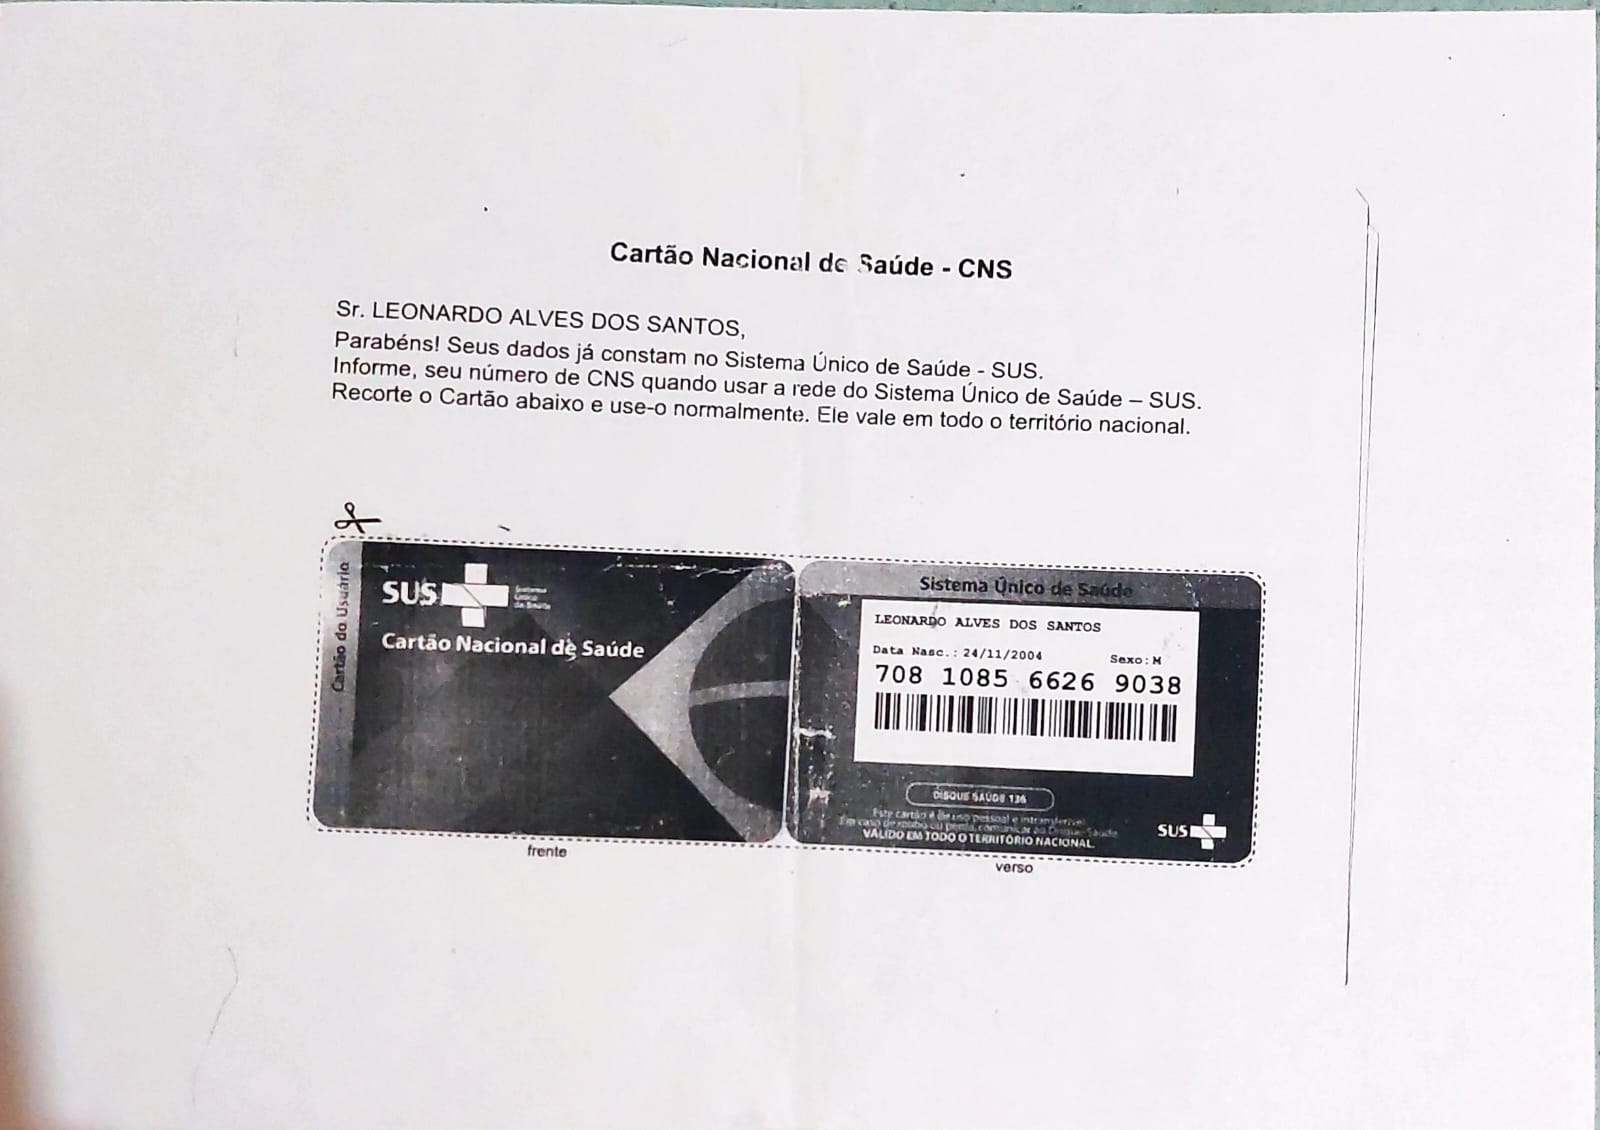 Cartão Nacional de Saúde - CNS
Sr. LEONARDO ALVES DOS SANTOS,
Parabéns! Seus dados já constam no Sistema Único de Saúde - SUS.
Informe, seu número de CNS quando usar a rede do Sistema Único de Saúde – SUS.
Recorte o Cartão abaixo e use-o normalmente. Ele vale em todo o território nacional.
Cartão do Usuário
SUS
Sistema
Único
de Saúde
Cartão Nacional de Saúde
frente
Sistema Único de Saúde
LEONARDO ALVES DOS SANTOS
Data Nasc.: 24/11/2004 Sexo: M
708 1085 6626 9038
DISQUE SAÚDE 136
Este cartão é de uso pessoal e intransferível.
Em caso de roubo ou perda, comunicar ao Disque-Saúde
VÁLIDO EM TODO O TERRITÓRIO NACIONAL.
SUS
verso